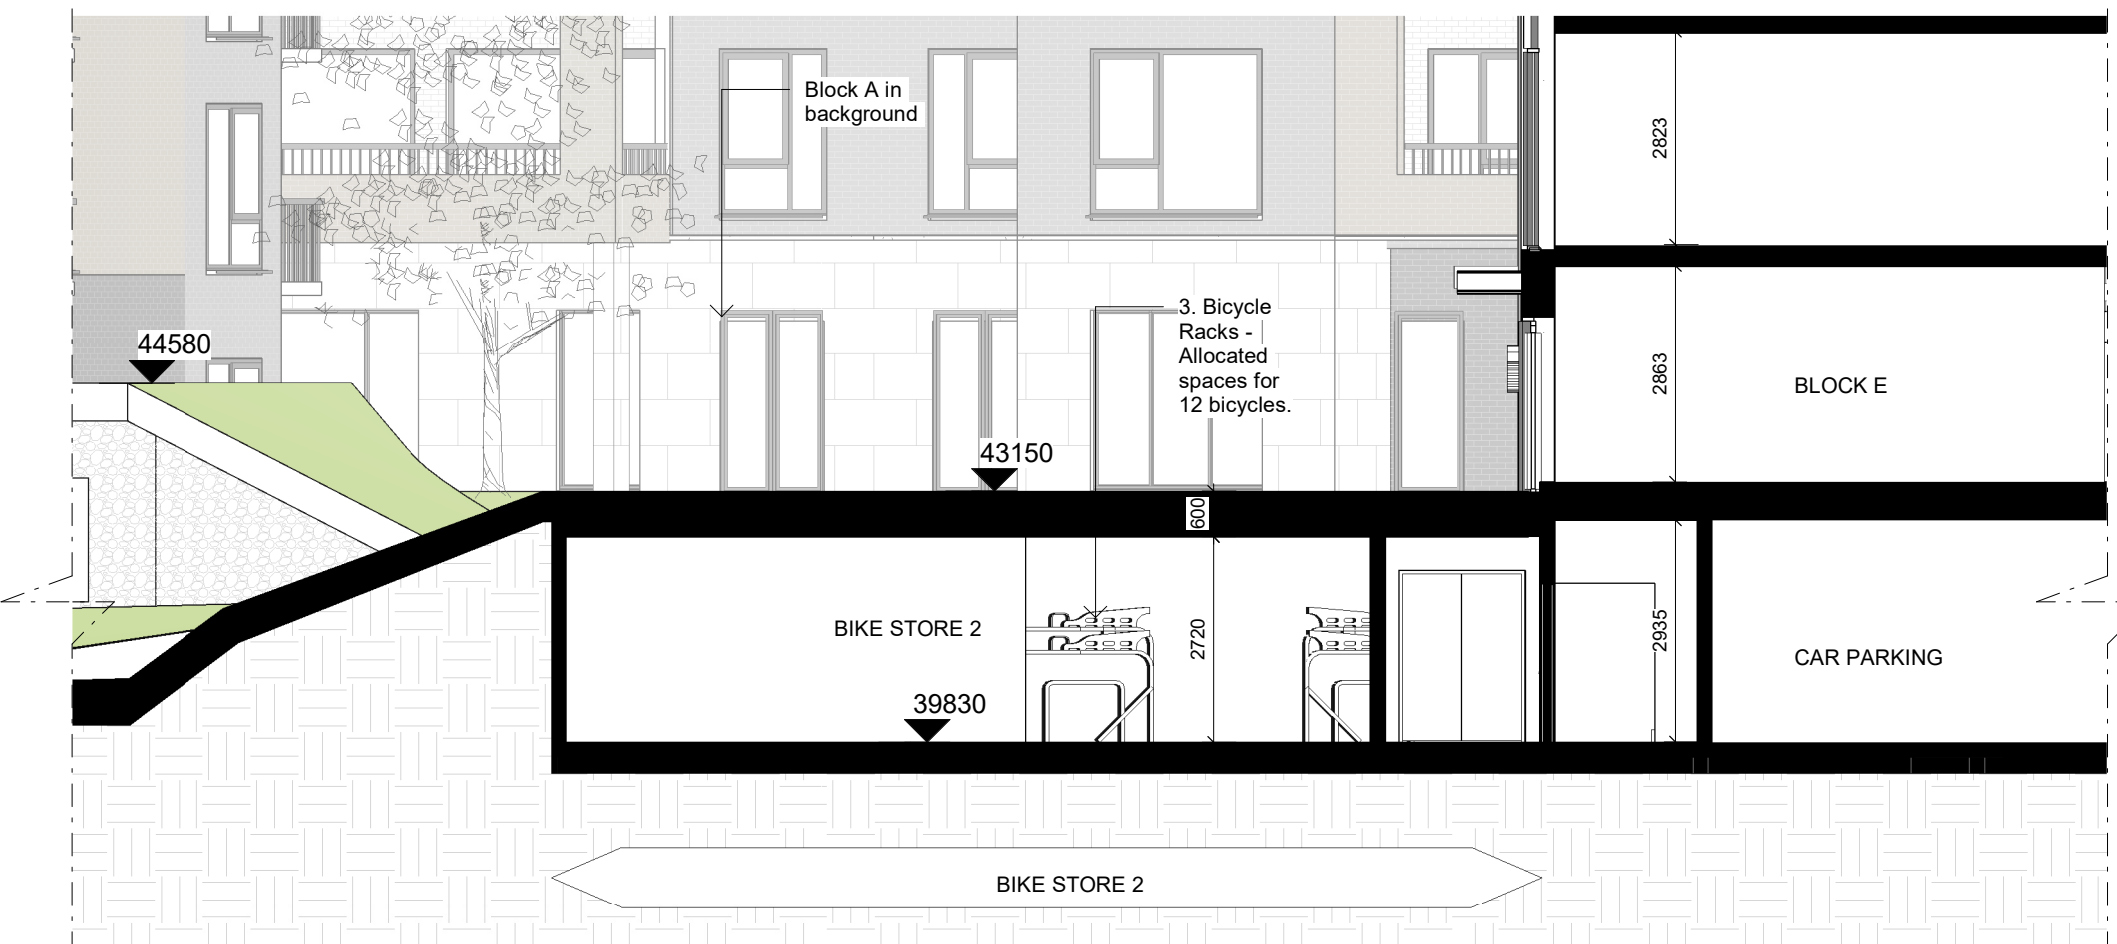 Block A in
background
2823
3. Bicycle
Racks -
Allocated
spaces for
12 bicycles.
44580
2863
BLOCK E
43150
600
BIKE STORE 2
2720
2935
CAR PARKING
39830
BIKE STORE 2